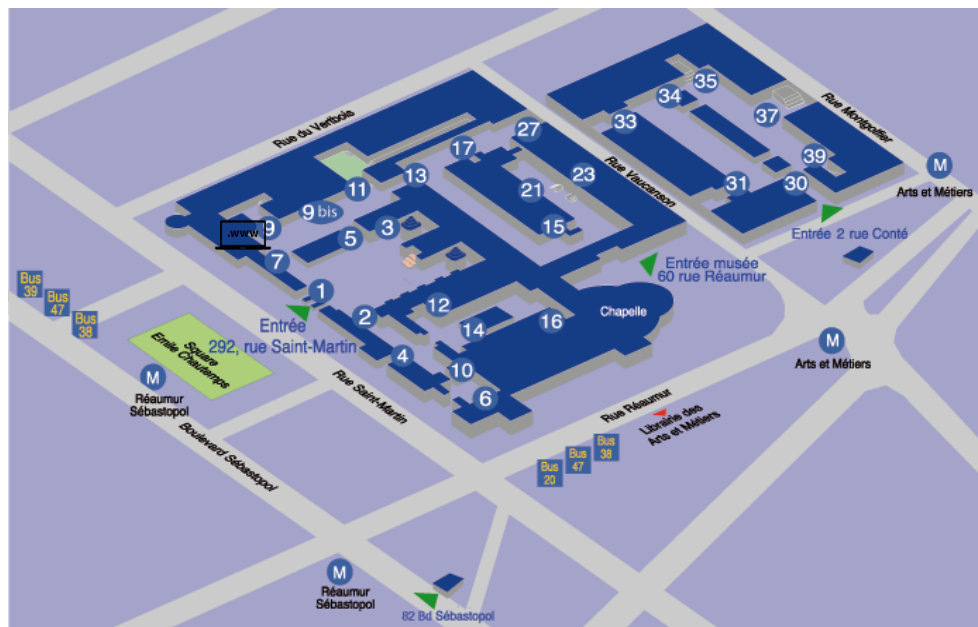 Rue du Vertbois
Rue Montgolfier
Rue Vaucanson
35
34
37
33
27
17
39
13
23
31
30
11
21
M
Arts et Métiers
9 bis
15
9
.www
5
3
Entrée 2 rue Conté
7
Entrée musée
60 rue Réaumur
Bus
39
Bus
47
Bus
38
1
2
12
14
16
Chapelle
Entrée
292, rue Saint-Martin
4
10
6
Square
Emile Chautemps
M
Arts et Métiers
M
Réaumur
Sébastopol
Rue Saint-Martin
Rue Réaumur
Librairie des
Arts et Métiers
Boulevard Sébastopol
Bus
20
Bus
47
Bus
38
M
Réaumur
Sébastopol
82 Bd Sébastopol